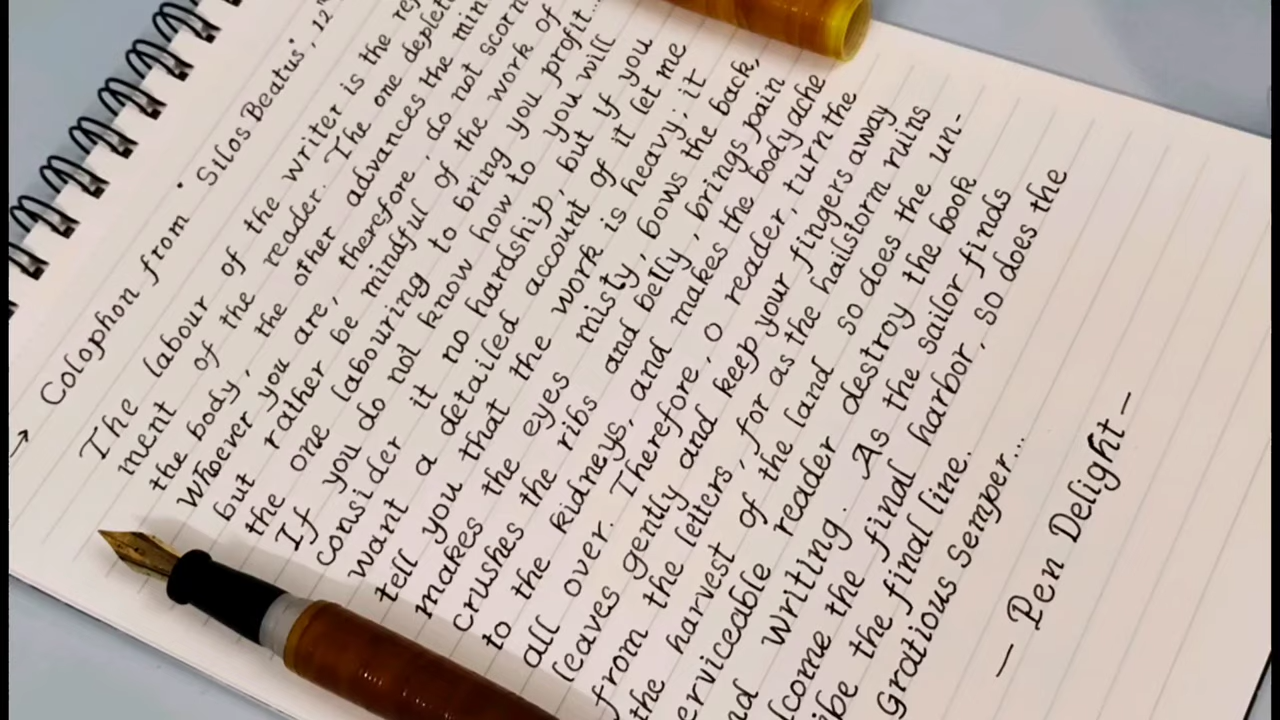 → Colophon from "Silos Beatus", 12
The labour of the writer is the
ment of the reader. The one
the body, the other advances the
Whoever you are, therefore, do not scorn
but rather be mindful of the work of
the one labouring to bring you profit...
If you do not know how to you will
consider it no hardship, but if you
want a detailed account of it let me
tell you that the work is heavy; it
makes the eyes misty, bows the back,
crushes the ribs and belly, brings pain
to the kidneys, and makes the body ache
all over. Therefore, O reader, turn the
leaves gently and keep your fingers away
from the letters, for as the hailstorm ruins
the harvest of the land so does the un-
erviceable reader destroy the book
nd writing. As the sailor finds
lcome the final harbor, so does the
ibe the final line.
Gratious Semper...
— Pen Delight —